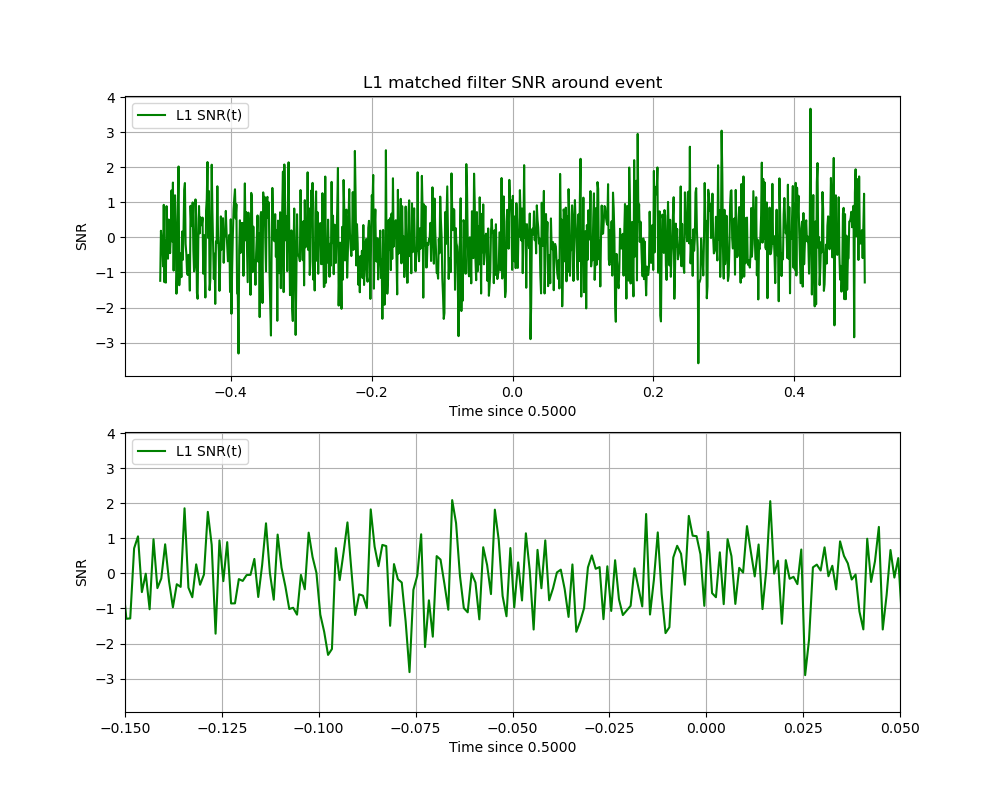 L1 matched filter SNR around event
4
3
2
1
0
−1
−2
−3
SNR
L1 SNR(t)
−0.4 −0.2 0.0 0.2 0.4
Time since 0.5000
4
3
2
1
0
−1
−2
−3
SNR
L1 SNR(t)
−0.150 −0.125 −0.100 −0.075 −0.050 −0.025 0.000 0.025 0.050
Time since 0.5000